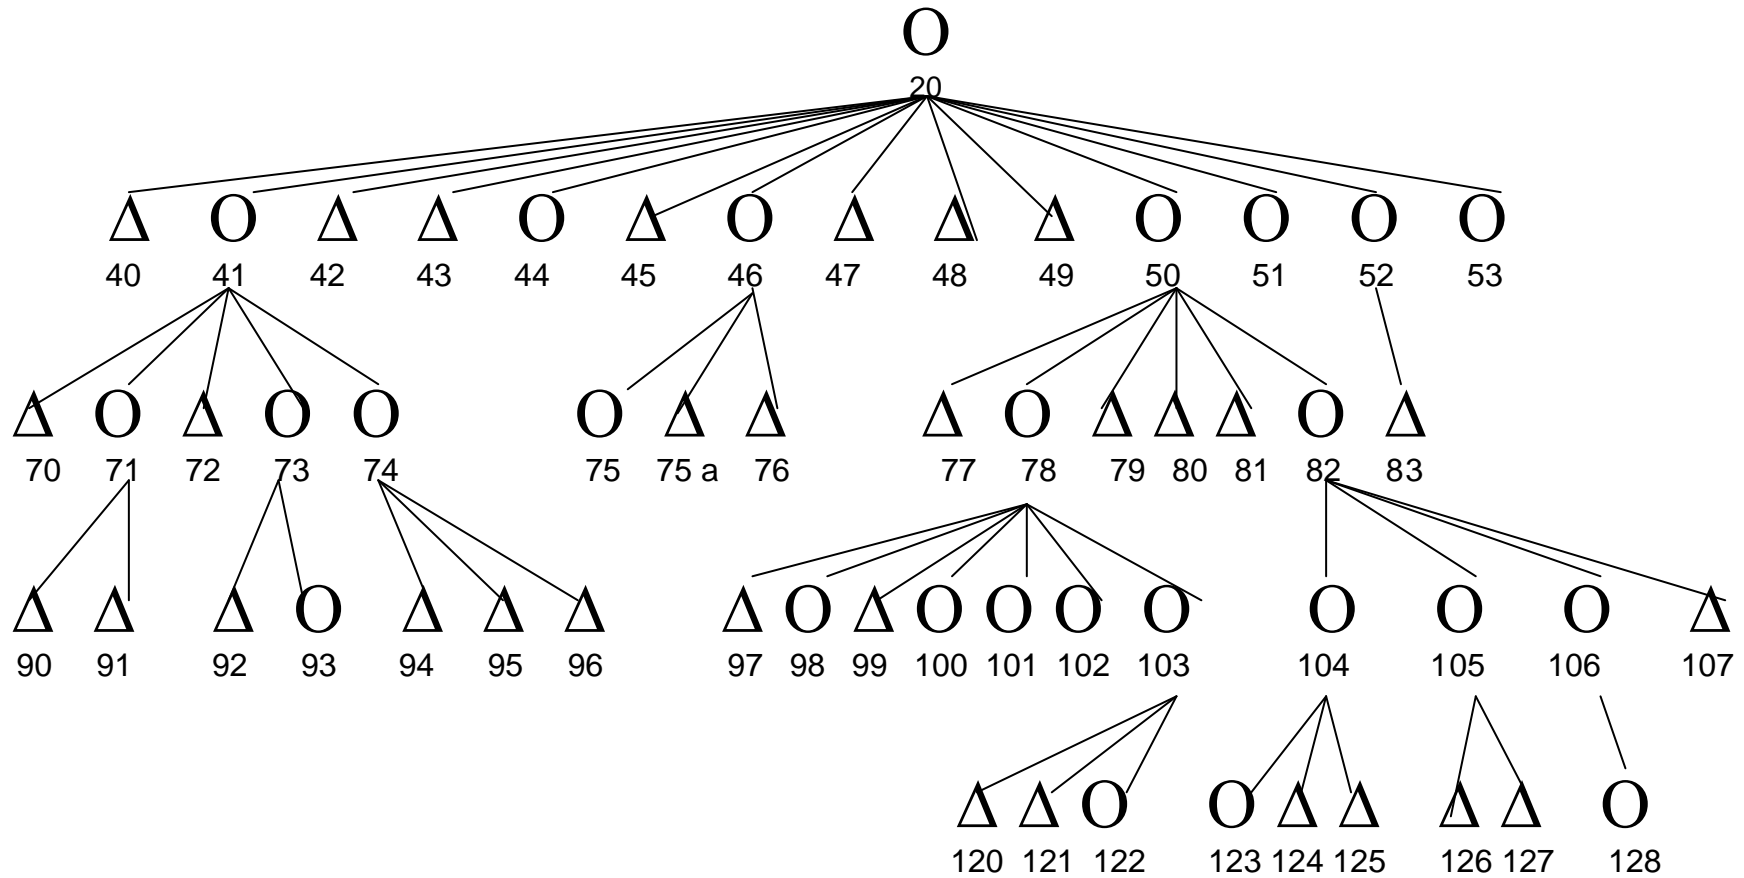 O
20
Δ O Δ Δ O Δ O Δ Δ Δ O O O O
40 41 42 43 44 45 46 47 48 49 50 51 52 53
Δ O Δ O O O Δ Δ Δ O Δ Δ Δ O Δ
70 71 72 73 74 75 75 a 76 77 78 79 80 81 82 83
Δ Δ Δ O Δ Δ Δ Δ O Δ O O O O O O O Δ
90 91 92 93 94 95 96 97 98 99 100 101 102 103 104 105 106 107
Δ Δ O O Δ Δ Δ Δ O
120 121 122 123 124 125 126 127 128